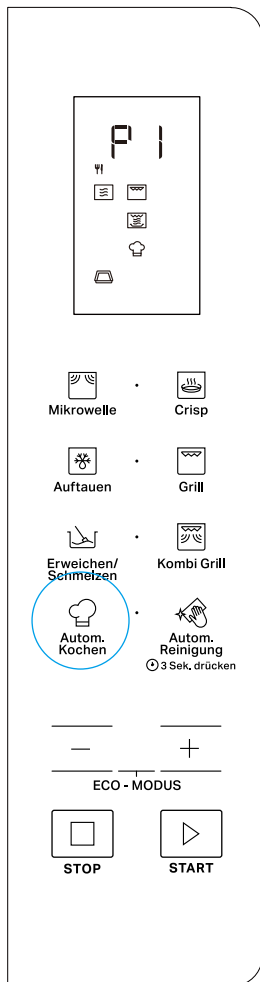 P1
Mikrowelle
Crisp
Auftauen
Grill
Erweichen/
Schmelzen
Kombi Grill
Autom.
Kochen
Autom.
Reinigung
3 Sek. drücken
− +
ECO - MODUS
STOP
START